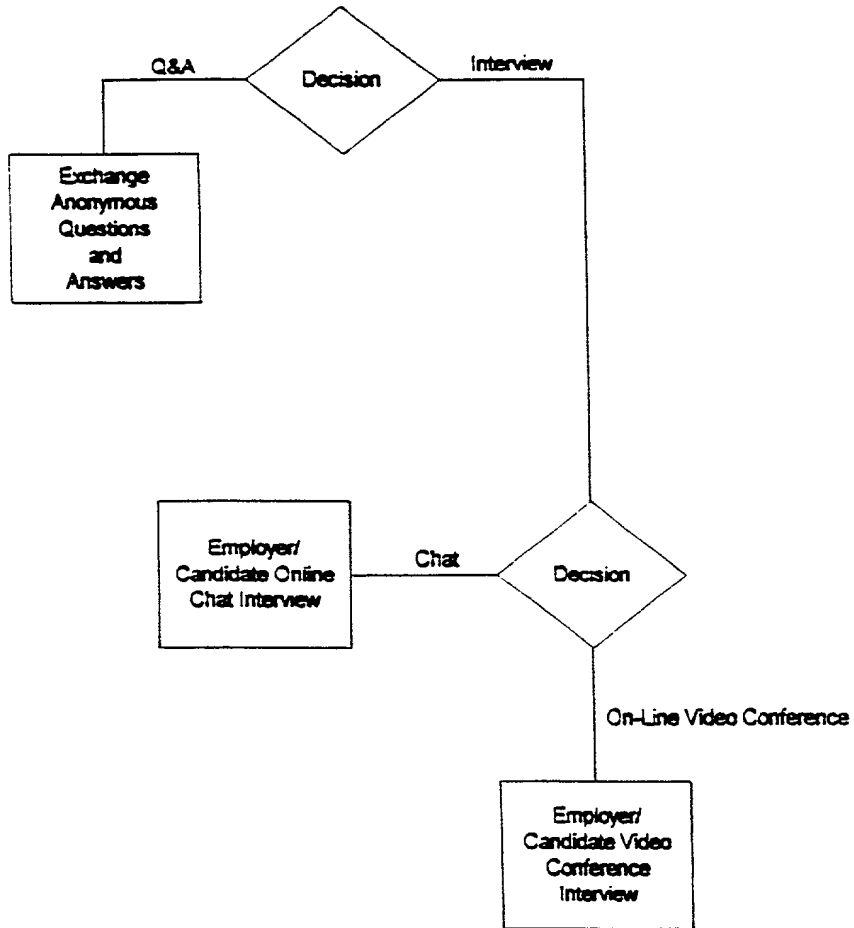 Q&A
Decision
Interview
Exchange
Anonymous
Questions
and
Answers
Employer/
Candidate Online
Chat Interview
Chat
Decision
On-Line Video Conference
Employer/
Candidate Video
Conference
Interview